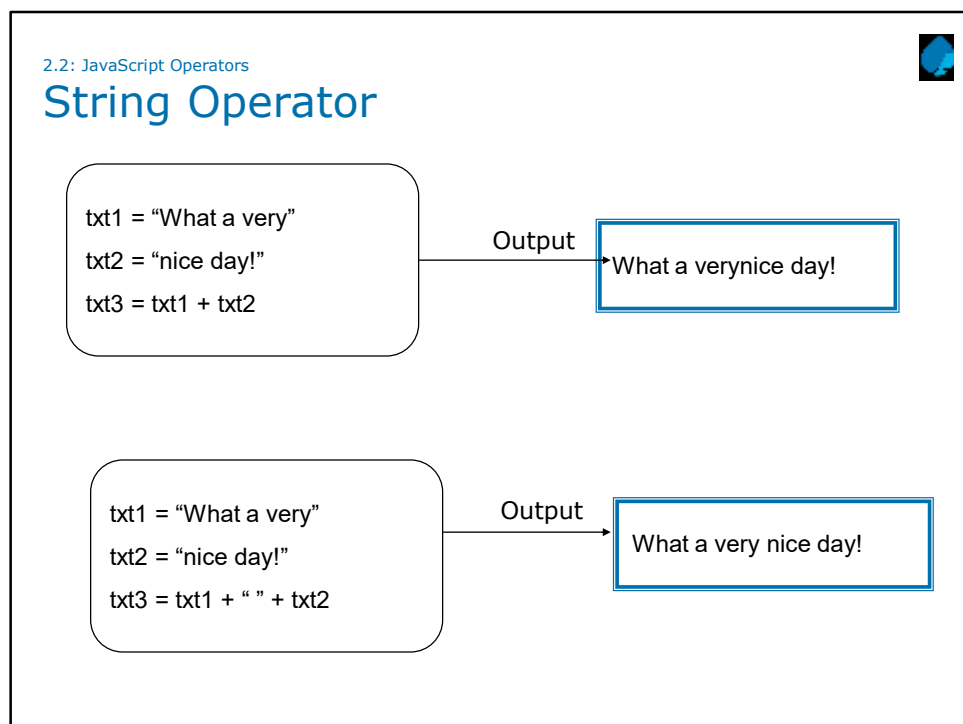 2.2: JavaScript Operators
String Operator
txt1 = “What a very”
txt2 = “nice day!”
txt3 = txt1 + txt2
Output
What a verynice day!
txt1 = “What a very”
txt2 = “nice day!”
txt3 = txt1 + “ ” + txt2
Output
What a very nice day!